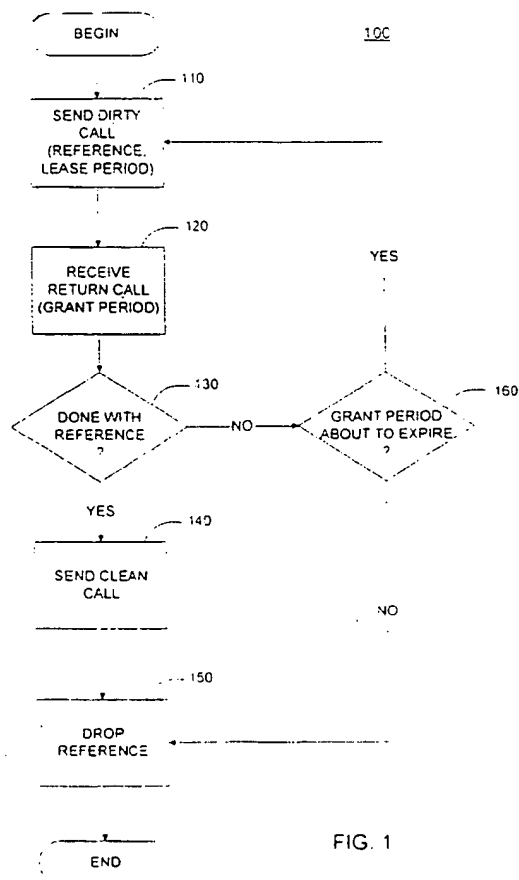 BEGIN
100
110
SEND DIRTY
CALL
(REFERENCE,
LEASE PERIOD)
120
RECEIVE
RETURN CALL
(GRANT PERIOD)
YES
130
160
DONE WITH
REFERENCE
?
NO
GRANT PERIOD
ABOUT TO EXPIRE
?
YES
140
SEND CLEAN
CALL
NO
150
DROP
REFERENCE
END
FIG. 1